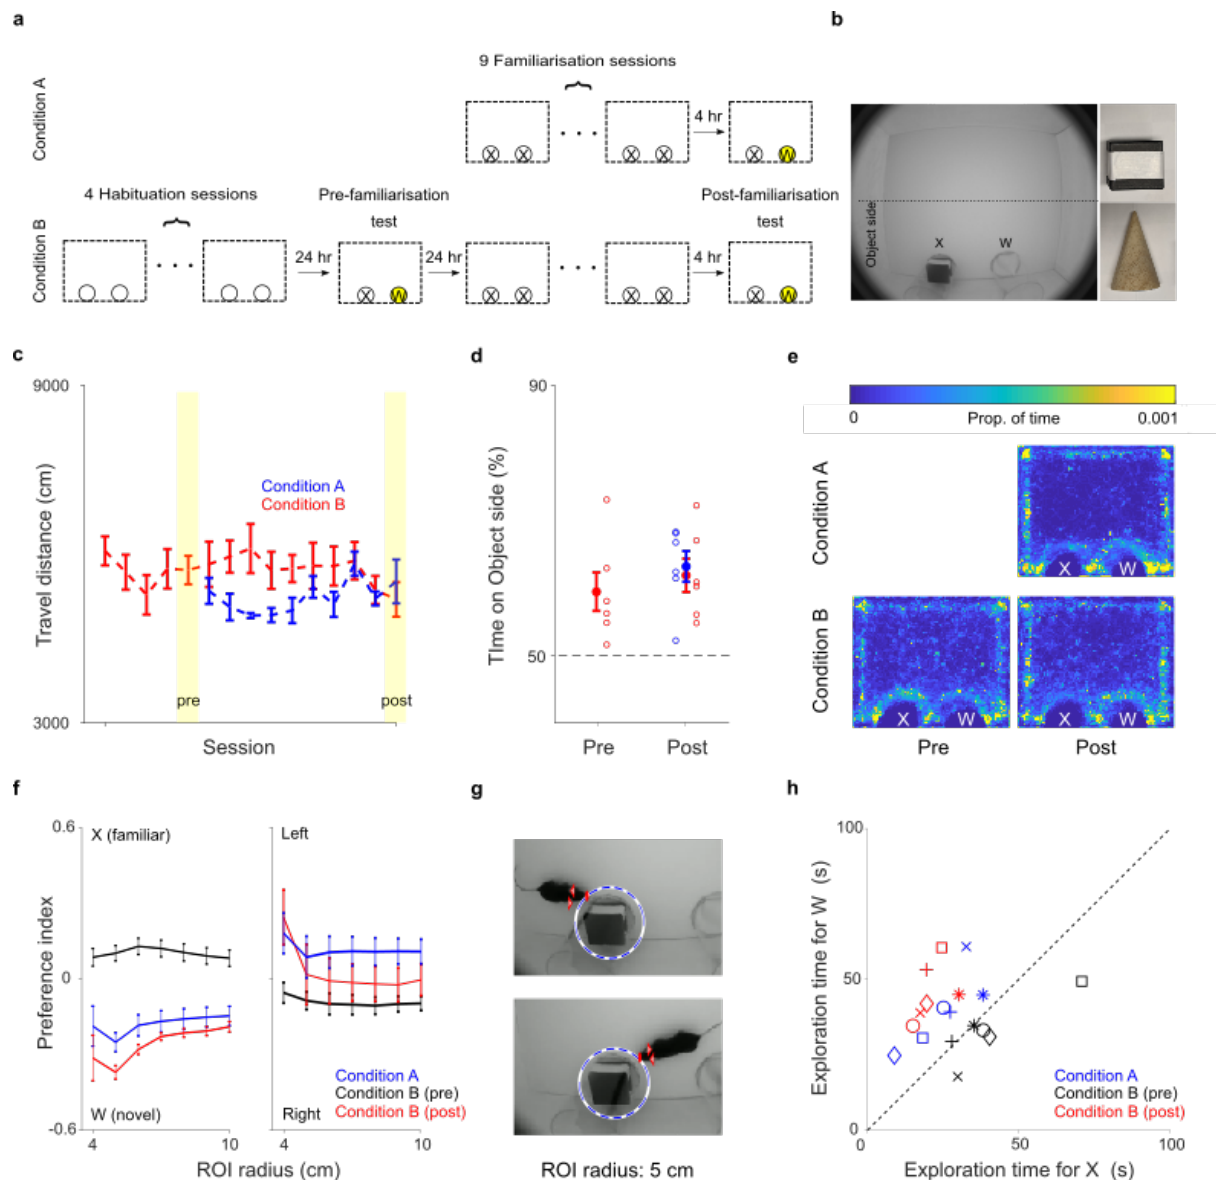 a
b
9 Familiarisation sessions
Condition A
4 hr
X X X X X W
4 Habituation sessions
Pre-familiarisation
test
Post-familiarisation
test
Condition B
24 hr
24 hr
4 hr
X W X X X X X W
Object side
X W
c
d
e
9000
Travel distance (cm)
3000
Condition A
Condition B
pre
post
Session
90
TIme on Object side (%)
50
Pre Post
0 Prop. of time 0.001
Condition A
X W
Condition B
X W X W
Pre Post
f
g
h
0.6
X (familiar)
Left
Preference index
0
Condition A
Condition B (pre)
Condition B (post)
W (novel)
Right
-0.6
4 10 4 10
ROI radius (cm)
ROI radius: 5 cm
100
Exploration time for W (s)
50
Condition A
Condition B (pre)
Condition B (post)
0
0 50 100
Exploration time for X (s)